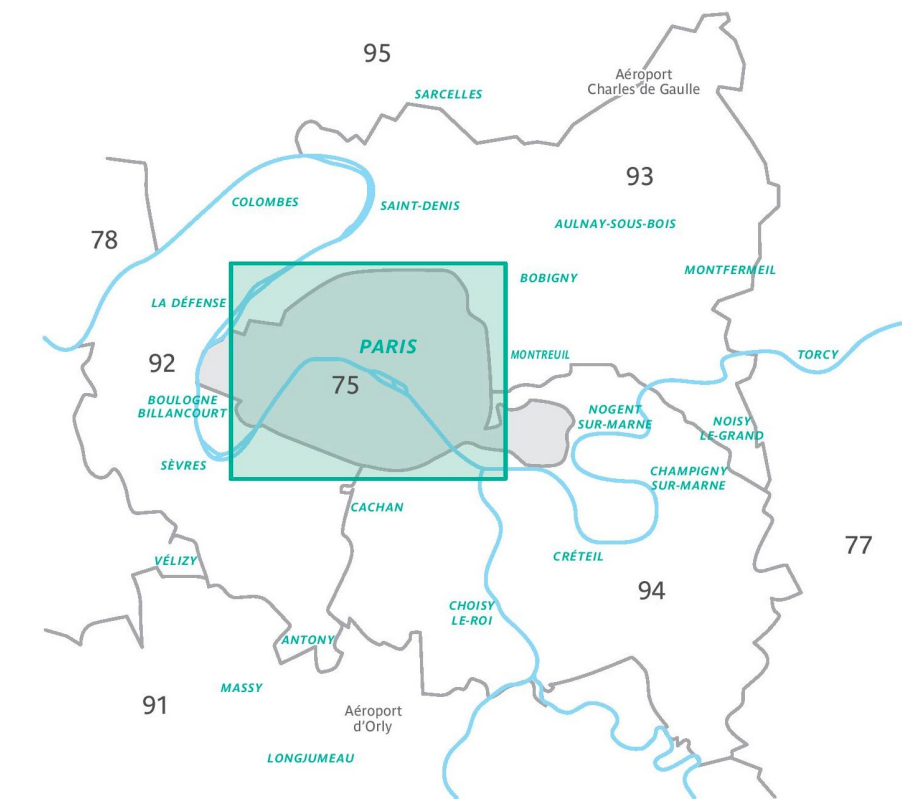 95
SARCELLES
Aéroport
Charles de Gaulle
93
COLOMBES
SAINT-DENIS
AULNAY-SOUS-BOIS
78
MONTFERMEIL
BOBIGNY
LA DÉFENSE
PARIS
MONTREUIL
TORCY
92
75
BOULOGNE
BILLANCOURT
NOGENT
SUR-MARNE
NOISY
LE-GRAND
SÈVRES
CHAMPIGNY
SUR-MARNE
CACHAN
77
VÉLIZY
CRÉTEIL
94
CHOISY
LE-ROI
ANTONY
MASSY
91
Aéroport
d'Orly
LONGJUMEAU